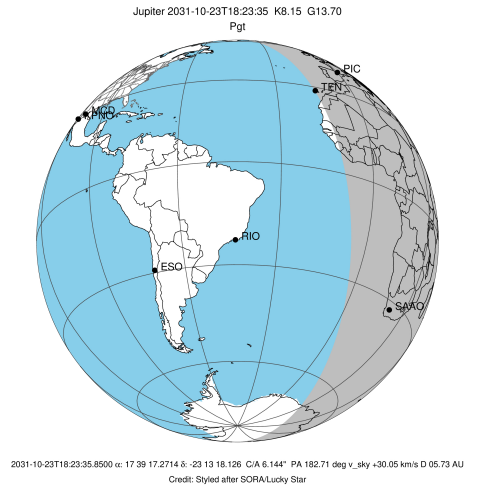 Jupiter 2031-10-23T18:23:35 K8.15 G13.70
Pgt
PIC
TEN
MCD
KPNO
RIO
ESO
SAAO
2031-10-23T18:23:35.8500 α: 17 39 17.2714 δ: -23 13 18.126 C/A 6.144" PA 182.71 deg v_sky +30.05 km/s D 05.73 AU
Credit: Styled after SORA/Lucky Star